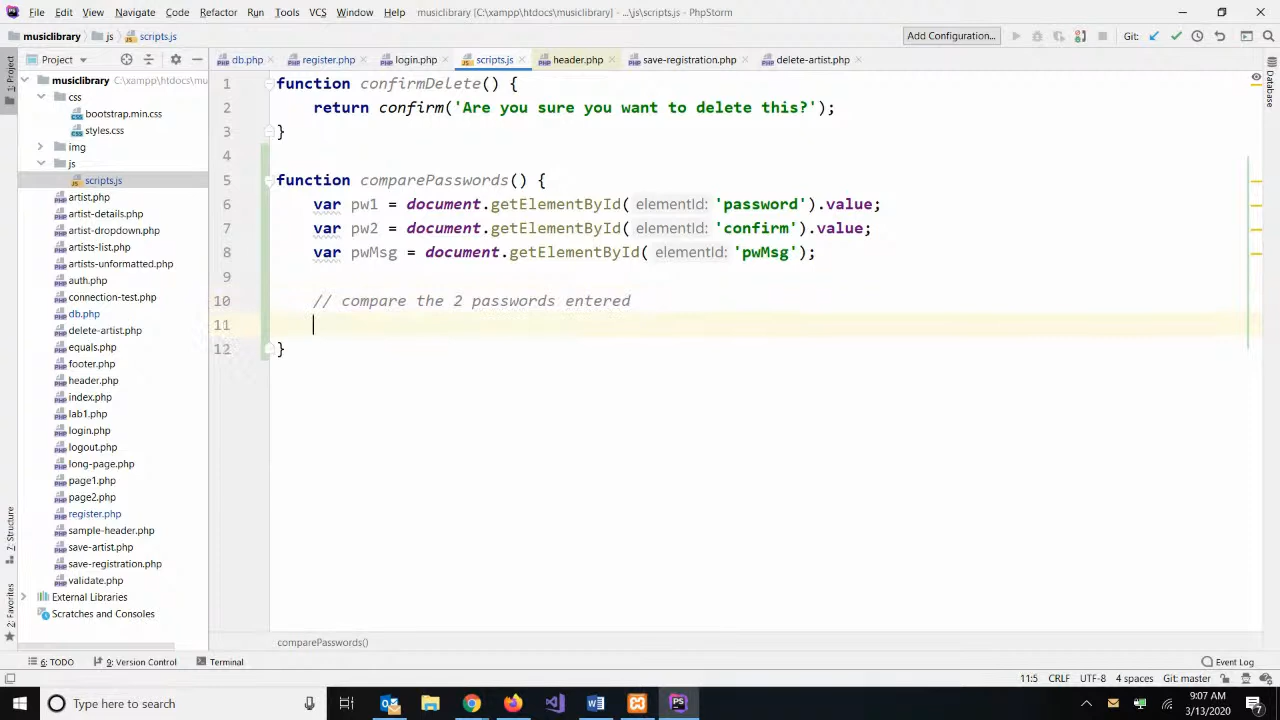 File Edit View Navigate Code Refactor Run Tools VCS Window Help musiclibrary [C:\xampp\htdocs\musiclibrary] - ...\js\scripts.js - PhpStorm
musiclibrary js scripts.js Add Configuration... Git:
Project db.php register.php login.php scripts.js header.php save-registration.php delete-artist.php
1: Project
Database
musiclibrary C:\xampp\htdocs\mu
css
bootstrap.min.css
styles.css
img
js
scripts.js
artist.php
artist-details.php
artist-dropdown.php
artists-list.php
artists-unformatted.php
auth.php
connection-test.php
db.php
delete-artist.php
equals.php
footer.php
header.php
index.php
lab1.php
login.php
logout.php
long-page.php
page1.php
page2.php
register.php
sample-header.php
save-artist.php
save-registration.php
validate.php
External Libraries
Scratches and Consoles
7: Structure
2: Favorites
1 function confirmDelete() {
2 return confirm('Are you sure you want to delete this?');
3 }
4
5 function comparePasswords() {
6 var pw1 = document.getElementById( elementId: 'password').value;
7 var pw2 = document.getElementById( elementId: 'confirm').value;
8 var pwMsg = document.getElementById( elementId: 'pwMsg');
9
10 // compare the 2 passwords entered
11
12 }
comparePasswords()
6: TODO 9: Version Control Terminal Event Log
11:5 CRLF UTF-8 4 spaces Git: master
Type here to search
9:07 AM
3/13/2020
7